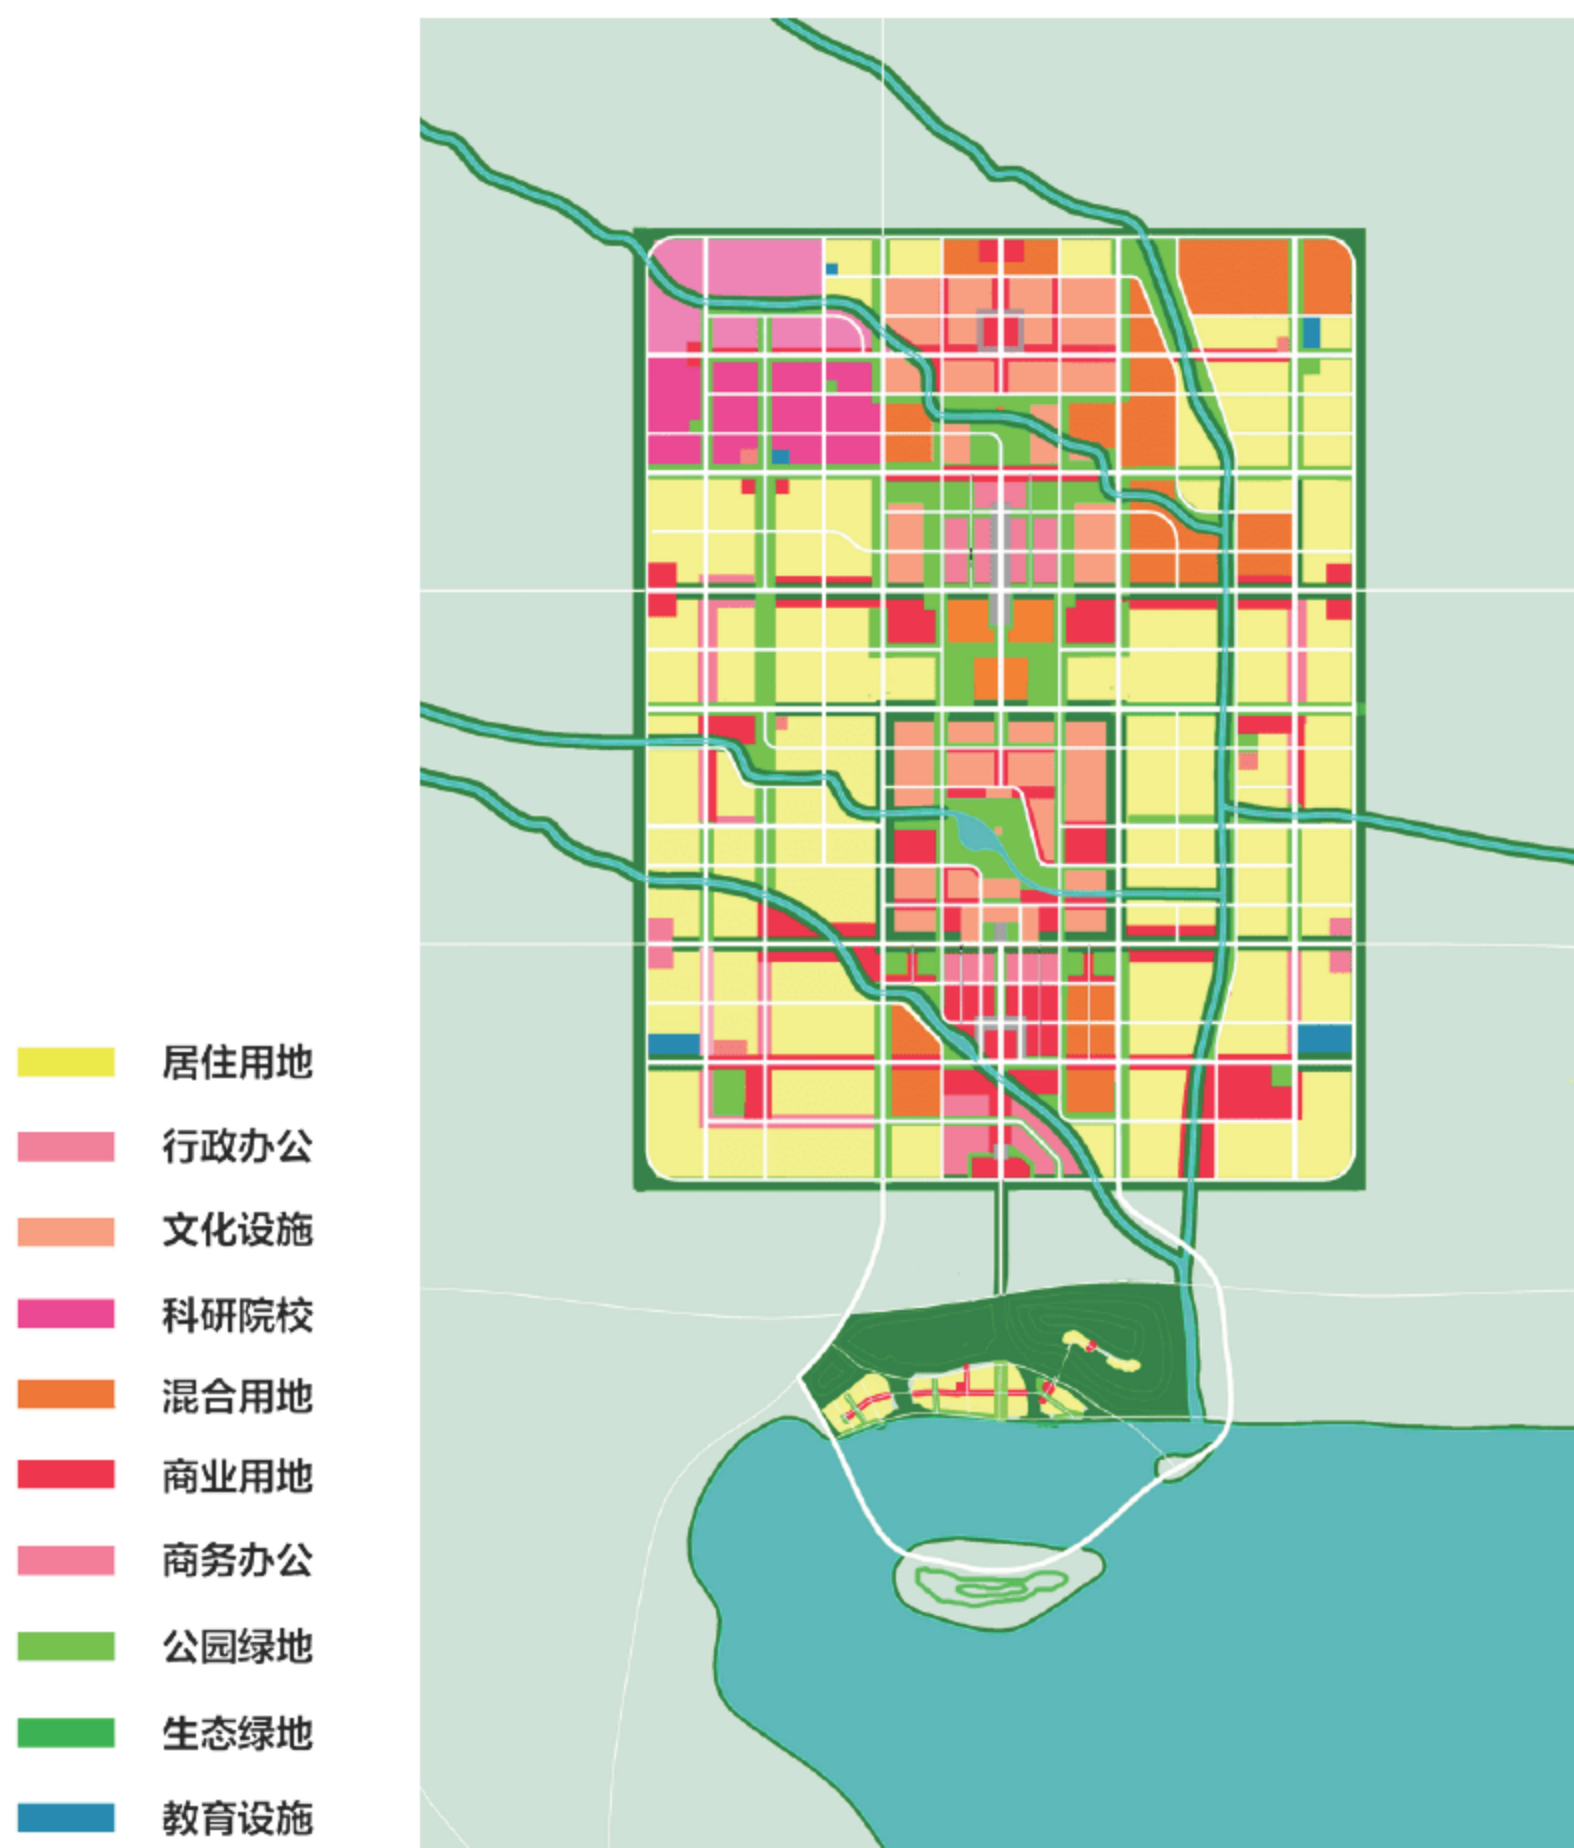 居住用地
行政办公
文化设施
科研院校
混合用地
商业用地
商务办公
公园绿地
生态绿地
教育设施